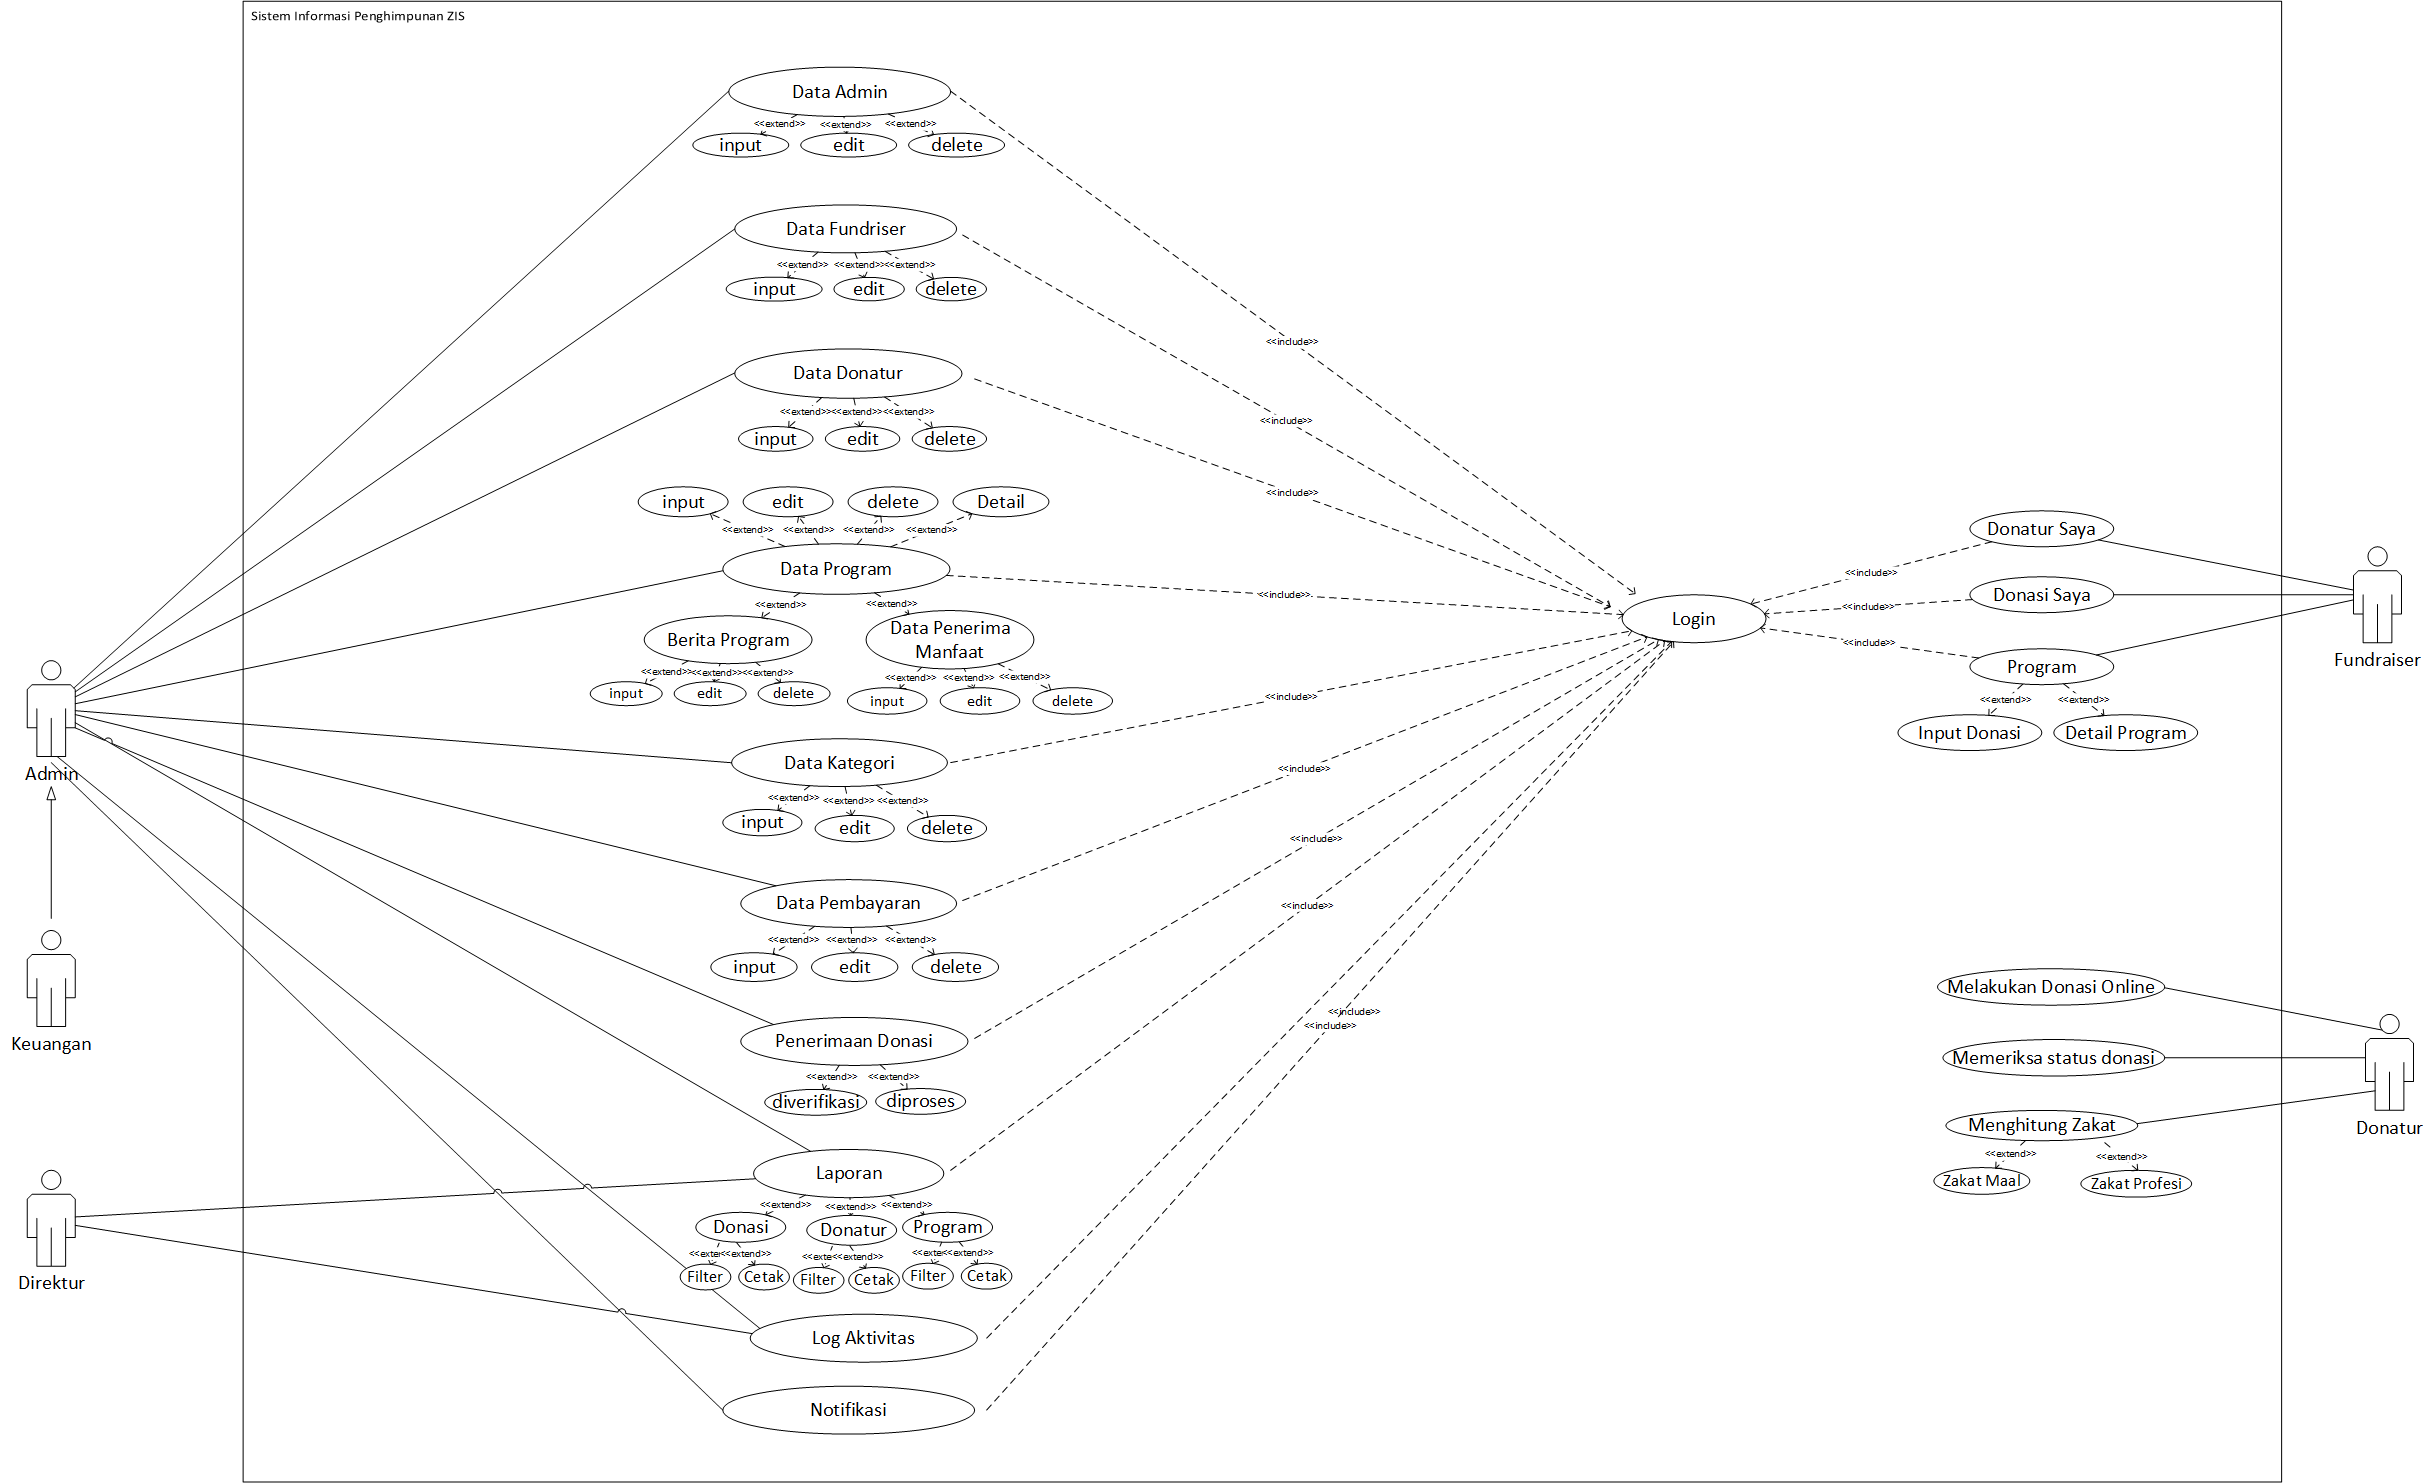 Sistem Informasi Penghimpunan ZIS
Data Admin
<<extend>> <<extend>> <<extend>>
input edit delete
Data Fundriser
<<extend>> <<extend>> <<extend>>
input edit delete
<<include>>
Data Donatur
<<extend>> <<extend>> <<extend>>
<<include>>
input edit delete
<<include>>
input edit delete Detail
<<extend>> <<extend>> <<extend>> <<extend>>
Data Program
<<include>>
<<extend>> <<extend>>
Berita Program
Data Penerima
Manfaat
<<extend>> <<extend>> <<extend>>
input edit delete
<<extend>> <<extend>> <<extend>>
input edit delete
Login
Donatur Saya
<<include>>
Donasi Saya
<<include>>
<<include>>
Program
<<extend>> <<extend>>
Input Donasi Detail Program
Fundraiser
<<include>>
Admin
Data Kategori
<<include>>
<<extend>> <<extend>> <<extend>>
input edit delete
<<include>>
Data Pembayaran
<<include>>
<<extend>> <<extend>> <<extend>>
input edit delete
Keuangan
Penerimaan Donasi
<<include>>
<<include>>
<<extend>> <<extend>>
diverifikasi diproses
Melakukan Donasi Online
Memeriksa status donasi
Menghitung Zakat
<<extend>> <<extend>>
Zakat Maal Zakat Profesi
Donatur
Laporan
<<extend>> <<extend>> <<extend>>
Donasi Donatur Program
<<exte <<extend>> <<exte <<extend>> <<exte <<extend>>
Filter Cetak Filter Cetak Filter Cetak
Direktur
Log Aktivitas
Notifikasi